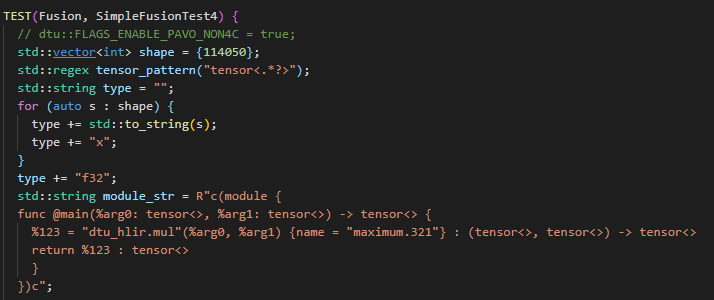 TEST(Fusion, SimpleFusionTest4) {
  // dtu::FLAGS_ENABLE_PAVO_NON4C = true;
  std::vector<int> shape = {114050};
  std::regex tensor_pattern("tensor<.*?>");
  std::string type = "";
  for (auto s : shape) {
    type += std::to_string(s);
    type += "x";
  }
  type += "f32";
  std::string module_str = R"c(module {
  func @main(%arg0: tensor<>, %arg1: tensor<>) -> tensor<> {
    %123 = "dtu_hlir.mul"(%arg0, %arg1) {name = "maximum.321"} : (tensor<>, tensor<>) -> tensor<>
    return %123 : tensor<>
    }
  })c";